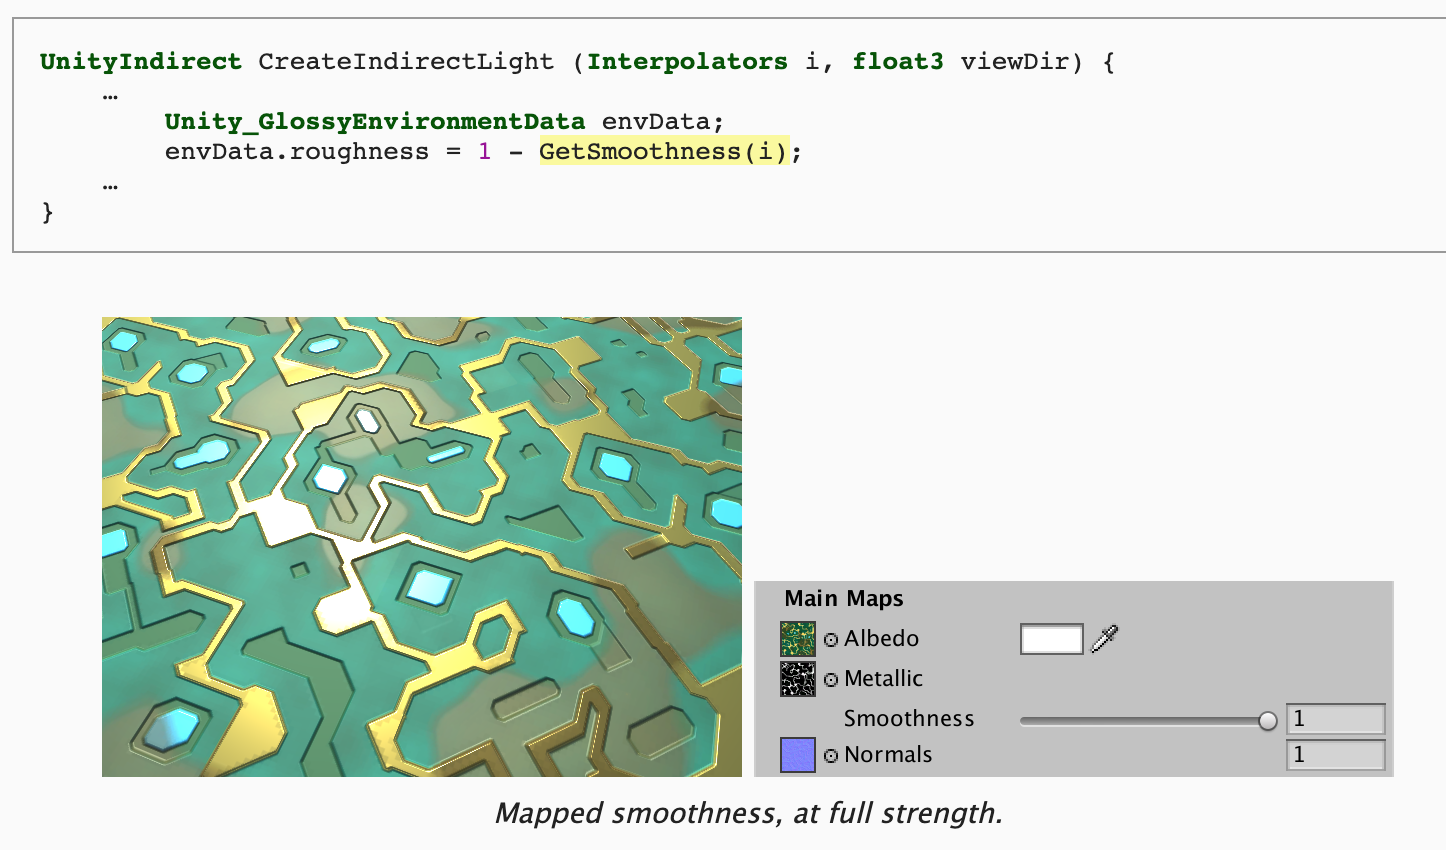 UnityIndirect CreateIndirectLight (Interpolators i, float3 viewDir) {
…
Unity_GlossyEnvironmentData envData;
envData.roughness = 1 - GetSmoothness(i);
…
}
Main Maps
Albedo
Metallic
Smoothness 1
Normals 1
Mapped smoothness, at full strength.